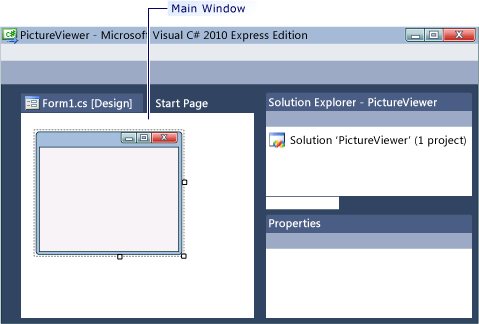 Main Window
PictureViewer - Microsoft Visual C# 2010 Express Edition
Form1.cs [Design]
Start Page
Solution Explorer - PictureViewer
Solution 'PictureViewer' (1 project)
Properties